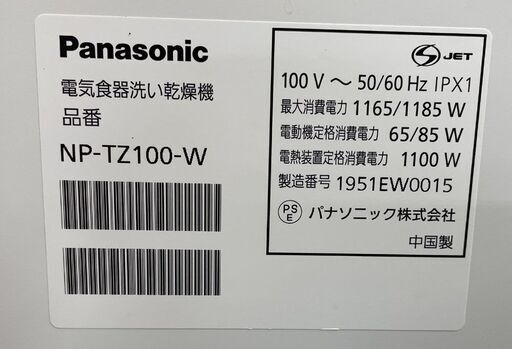 Panasonic
電気食器洗い乾燥機
品番
NP-TZ100-W
S JET
100 V ～ 50/60 Hz IPX1
最大消費電力 1165/1185 W
電動機定格消費電力 65/85 W
電熱装置定格消費電力 1100 W
製造番号 1951EW0015
PSE パナソニック株式会社
中国製